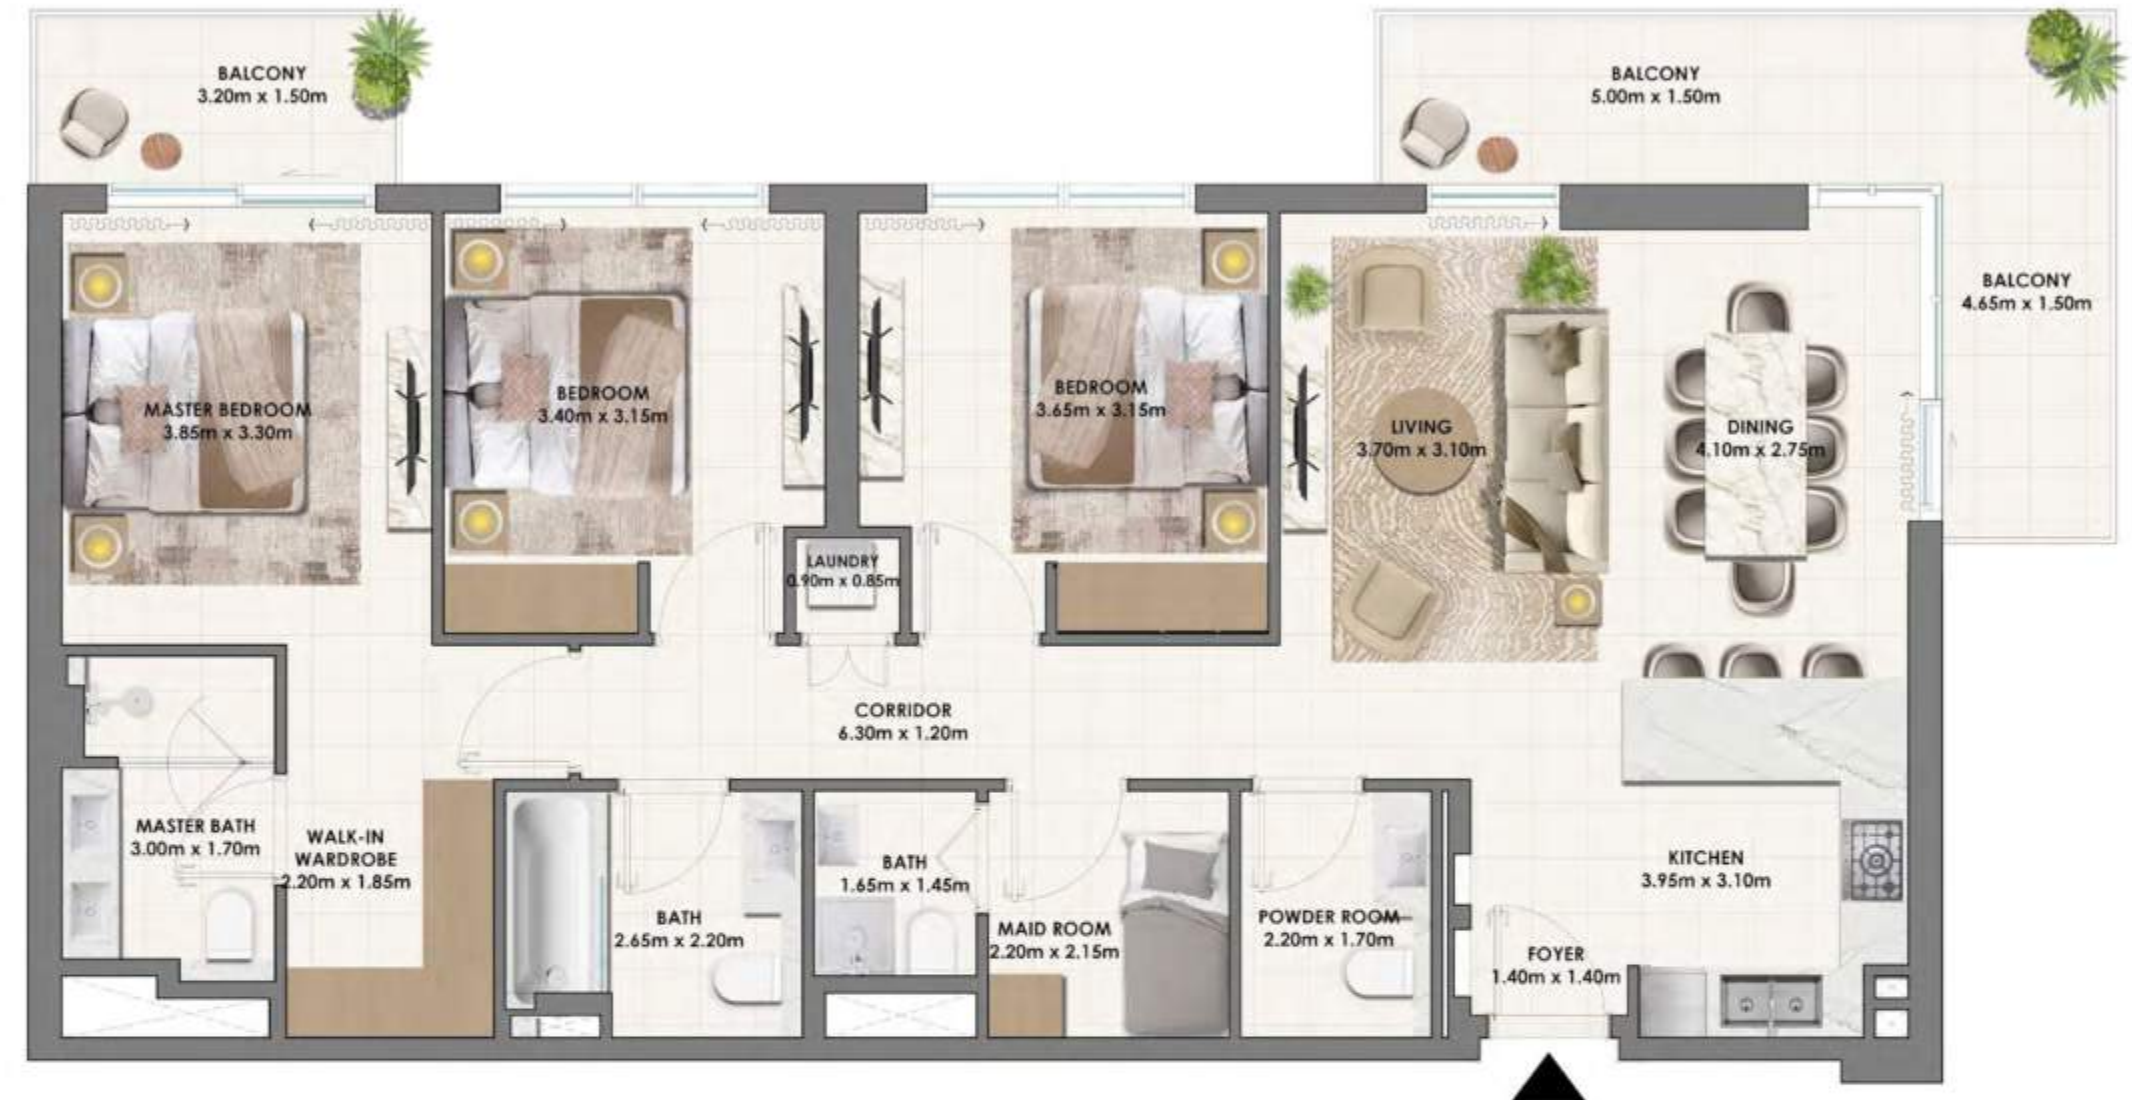 BALCONY
3.20m x 1.50m
BALCONY
5.00m x 1.50m
BALCONY
4.65m x 1.50m
MASTER BEDROOM
3.85m x 3.30m
BEDROOM
3.40m x 3.15m
BEDROOM
3.65m x 3.15m
LIVING
3.70m x 3.10m
DINING
4.10m x 2.75m
LAUNDRY
0.90m x 0.85m
CORRIDOR
6.30m x 1.20m
MASTER BATH
3.00m x 1.70m
WALK-IN
WARDROBE
2.20m x 1.85m
BATH
2.65m x 2.20m
BATH
1.65m x 1.45m
MAID ROOM
2.20m x 2.15m
POWDER ROOM
2.20m x 1.70m
FOYER
1.40m x 1.40m
KITCHEN
3.95m x 3.10m